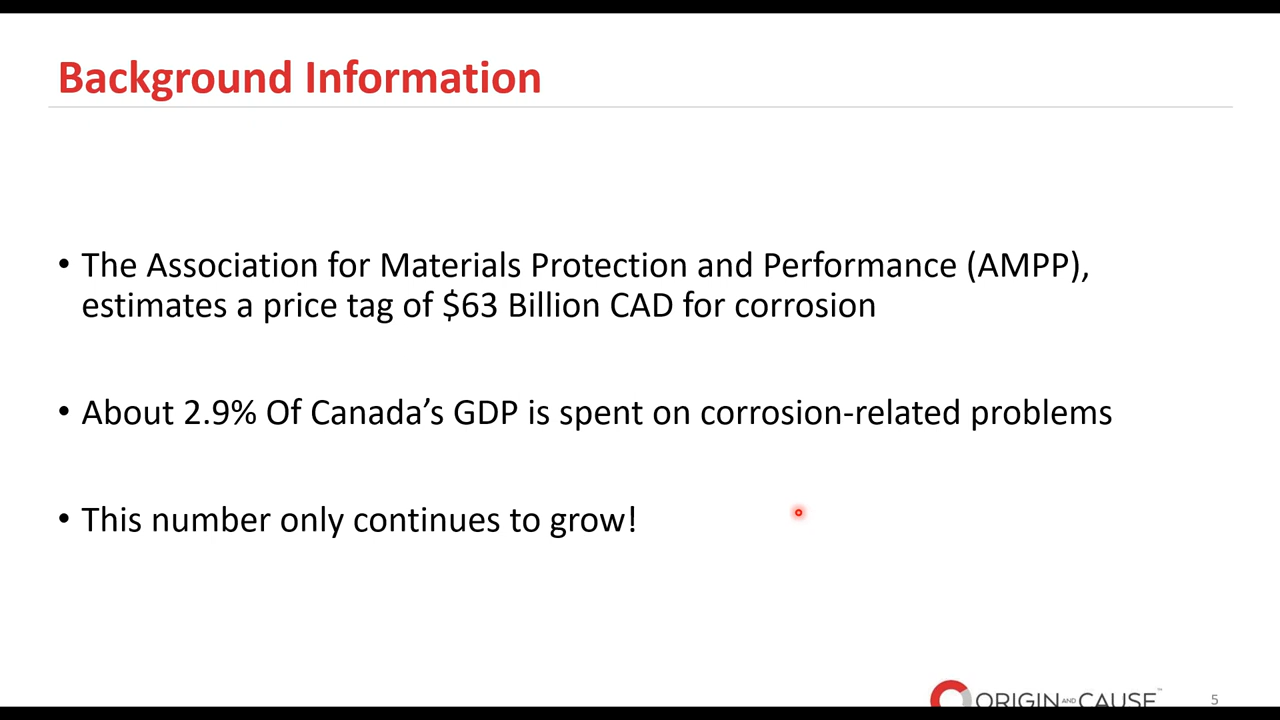 Background Information
• The Association for Materials Protection and Performance (AMPP),
estimates a price tag of $63 Billion CAD for corrosion
• About 2.9% Of Canada’s GDP is spent on corrosion-related problems
• This number only continues to grow!
ORIGIN AND CAUSE™
5